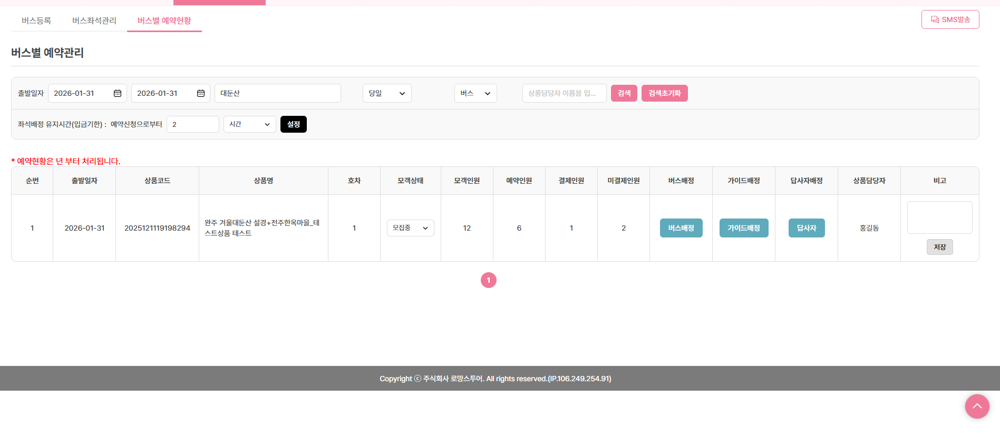 버스등록 버스좌석관리 버스별 예약현황 SMS발송
버스별 예약관리
출발일자 2026-01-31 2026-01-31 대둔산 당일 버스 상품담당자 이름을 입... 검색 검색초기화
좌석배정 유지시간(입금기한) : 예약신청으로부터 2 시간 설정
* 예약현황은 년 부터 처리됩니다.
순번 출발일자 상품코드 상품명 호차 모객상태 모객인원 예약인원 결제인원 미결제인원 버스배정 가이드배정 답사자배정 상품담당자 비고
1 2026-01-31 2025121119198294 완주 겨울대둔산 설경+전주한옥마을_테
스트상품 테스트 1 모집중 12 6 1 2 버스배정 가이드배정 답사자 홍길동
저장
1
Copyright ⓒ 주식회사 로망스투어. All rights reserved.(IP.106.249.254.91)